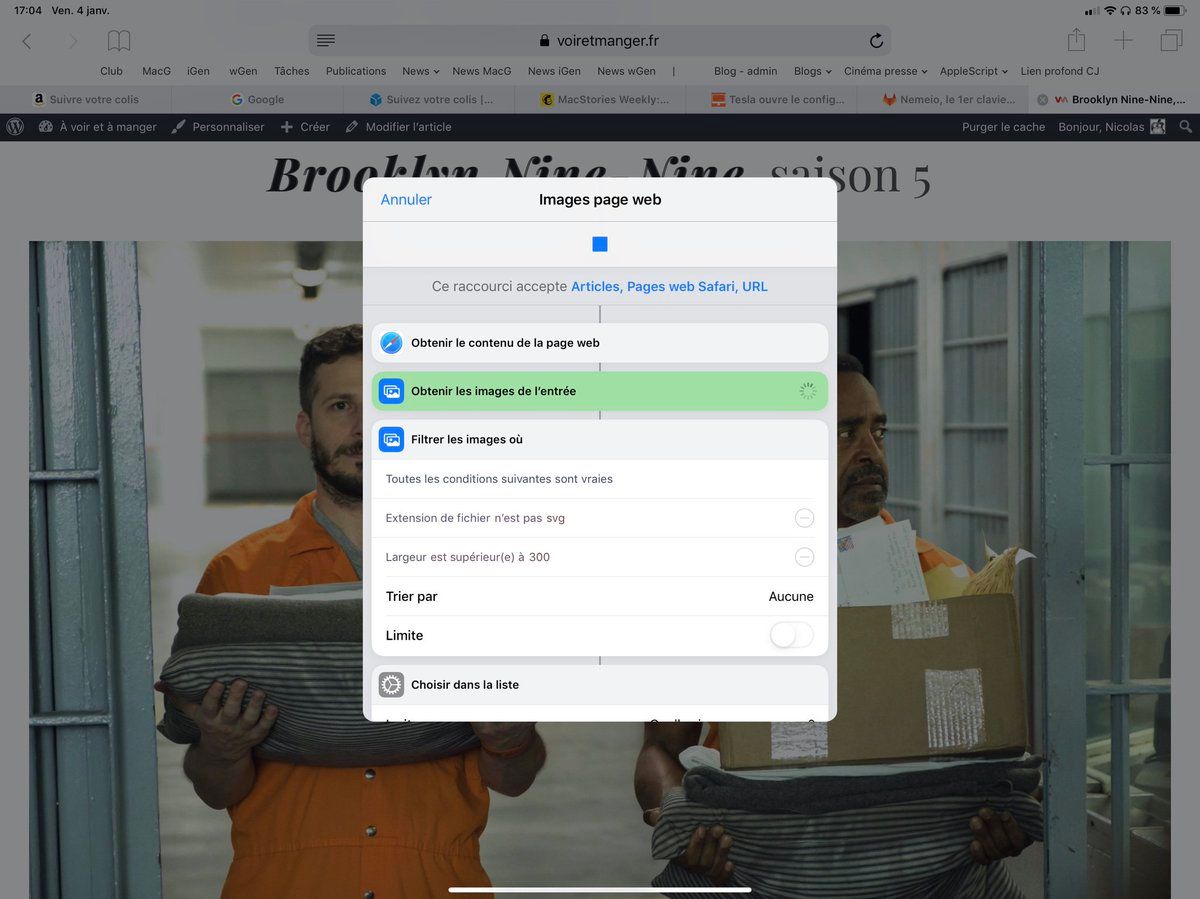 17:04 Ven. 4 janv.
83 %
voiretmanger.fr
Club MacG iGen wGen Tâches Publications News News MacG News iGen News wGen | Blog - admin Blogs Cinéma presse AppleScript Lien profond CJ
Suivre votre colis Google Suivez votre colis |... MacStories Weekly:... Tesla ouvre le config... Nemeio, le 1er clavie... Brooklyn Nine-Nine,...
À voir et à manger Personnaliser Créer Modifier l'article Purger le cache Bonjour, Nicolas
Brooklyn Nine-Nine, saison 5
Annuler Images page web
Ce raccourci accepte Articles, Pages web Safari, URL
Obtenir le contenu de la page web
Obtenir les images de l'entrée
Filtrer les images où
Toutes les conditions suivantes sont vraies
Extension de fichier n'est pas svg
Largeur est supérieur(e) à 300
Trier par Aucune
Limite
Choisir dans la liste